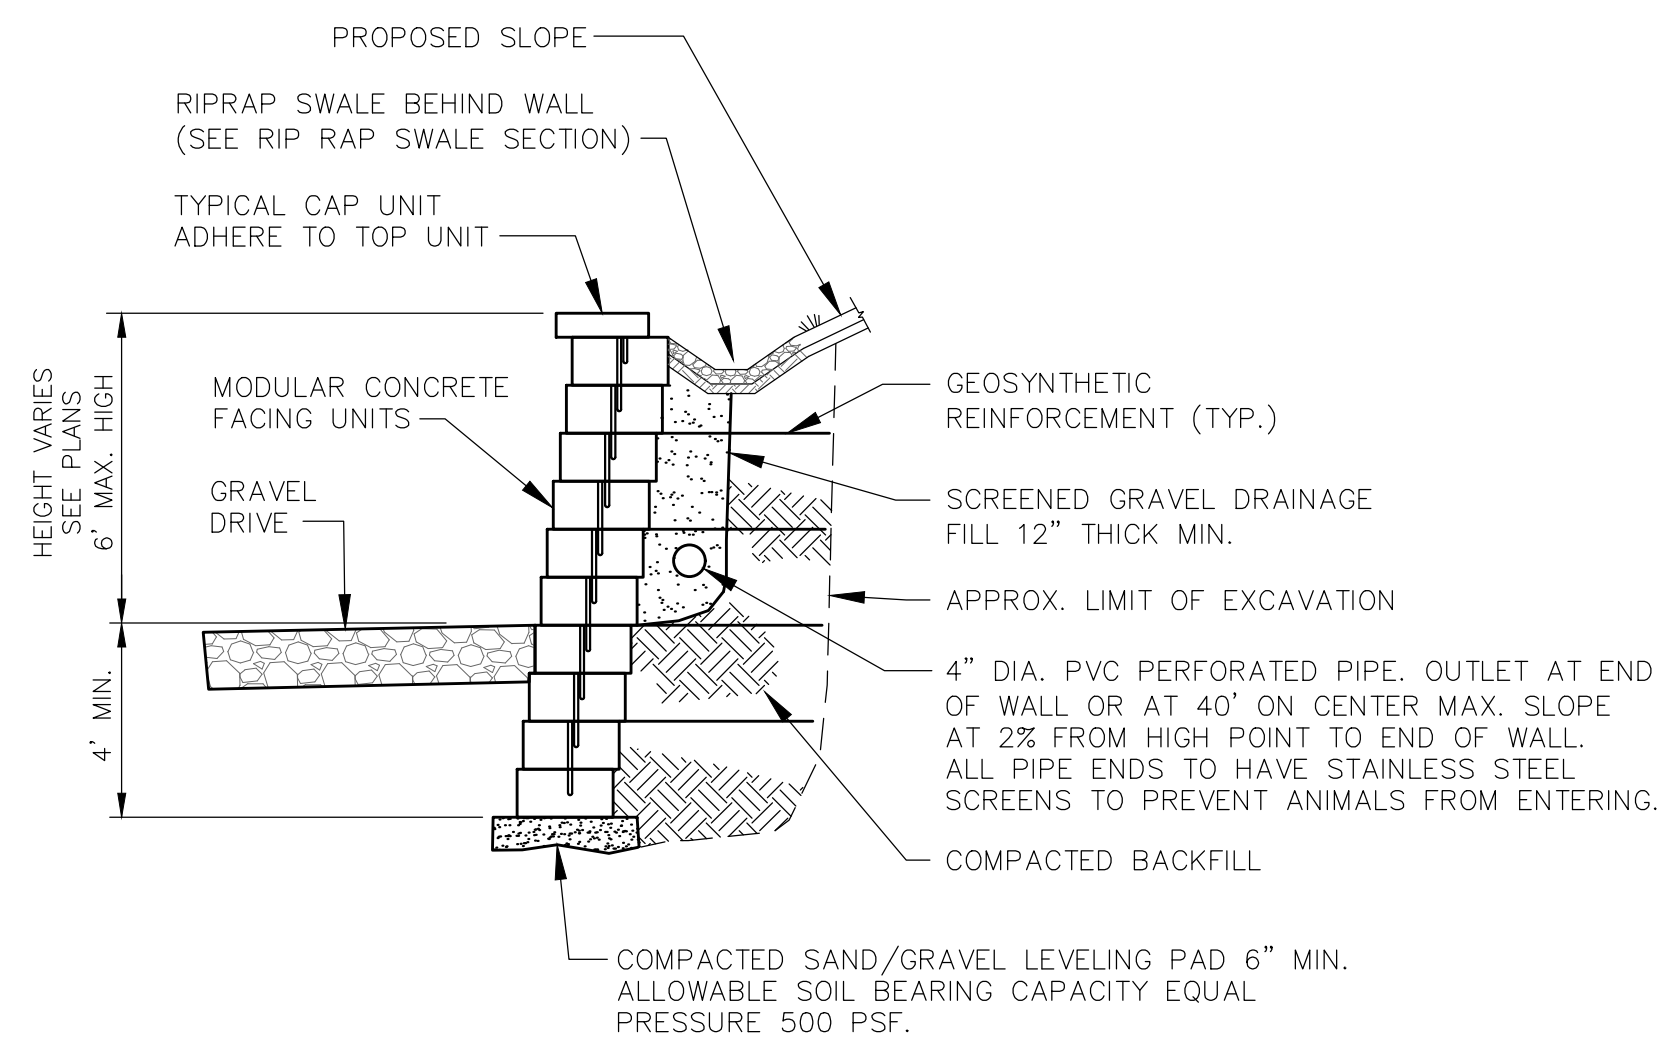 PROPOSED SLOPE
RIPRAP SWALE BEHIND WALL
(SEE RIP RAP SWALE SECTION)
TYPICAL CAP UNIT
ADHERE TO TOP UNIT
HEIGHT VARIES
SEE PLANS
6' MAX. HIGH
MODULAR CONCRETE
FACING UNITS
GRAVEL
DRIVE
4' MIN.
GEOSYNTHETIC
REINFORCEMENT (TYP.)
SCREENED GRAVEL DRAINAGE
FILL 12" THICK MIN.
APPROX. LIMIT OF EXCAVATION
4" DIA. PVC PERFORATED PIPE. OUTLET AT END
OF WALL OR AT 40' ON CENTER MAX. SLOPE
AT 2% FROM HIGH POINT TO END OF WALL.
ALL PIPE ENDS TO HAVE STAINLESS STEEL
SCREENS TO PREVENT ANIMALS FROM ENTERING.
COMPACTED BACKFILL
COMPACTED SAND/GRAVEL LEVELING PAD 6" MIN.
ALLOWABLE SOIL BEARING CAPACITY EQUAL
PRESSURE 500 PSF.